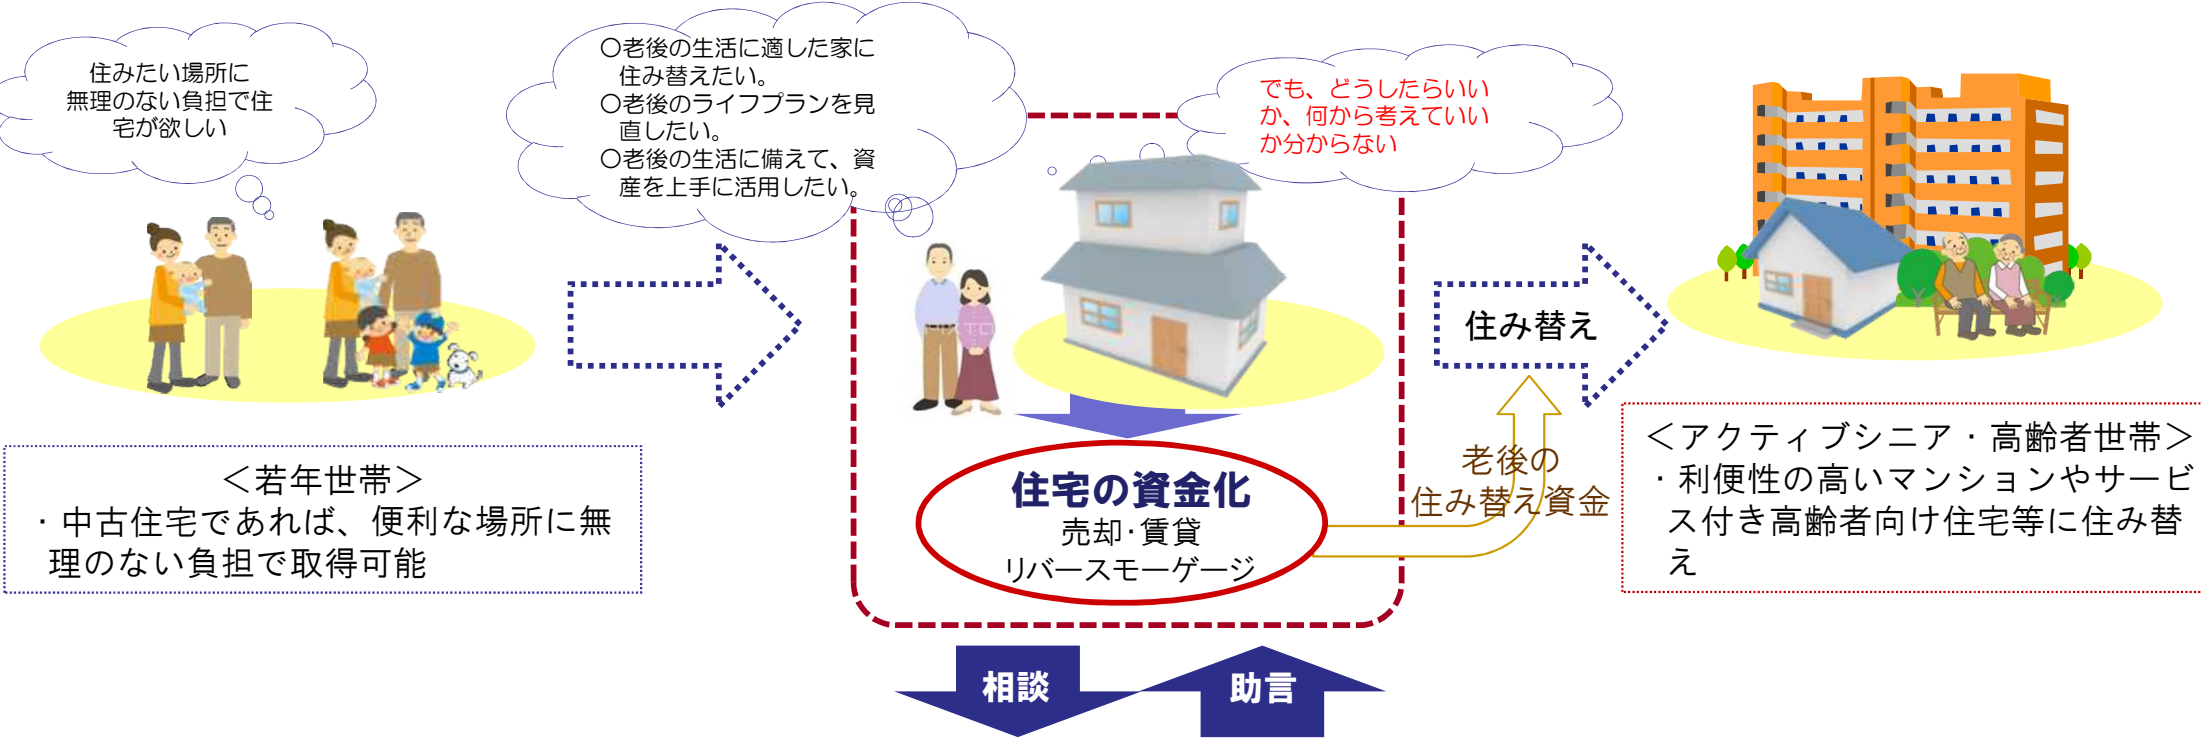 住みたい場所に
無理のない負担で住
宅が欲しい
○老後の生活に適した家に
住み替えたい。
○老後のライフプランを見
直したい。
○老後の生活に備えて、資
産を上手に活用したい。
でも、どうしたらいい
か、何から考えていい
か分からない
住み替え
＜若年世帯＞
・中古住宅であれば、便利な場所に無
理のない負担で取得可能
住宅の資金化
売却・賃貸
リバースモーゲージ
老後の
住み替え資金
＜アクティブシニア・高齢者世帯＞
・利便性の高いマンションやサービ
ス付き高齢者向け住宅等に住み替
え
相談
助言